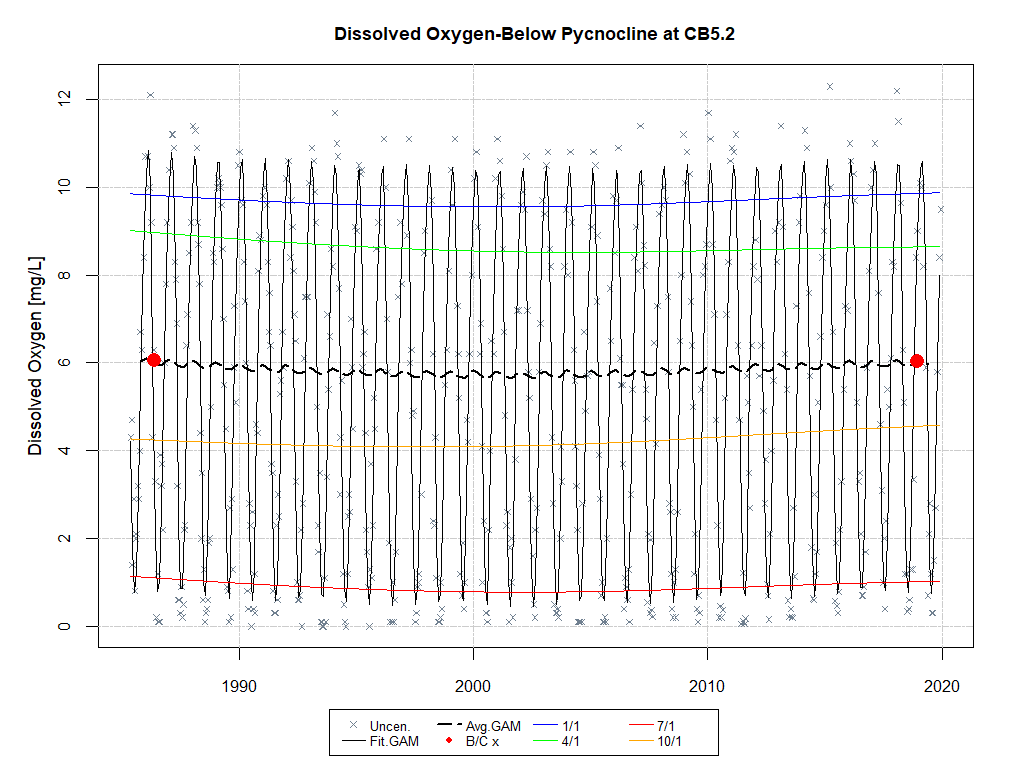 Dissolved Oxygen-Below Pycnocline at CB5.2
Dissolved Oxygen [mg/L]
12
10
8
6
4
2
0
1990 2000 2010 2020
Uncen. Avg.GAM 1/1 7/1
Fit.GAM B/C x 4/1 10/1